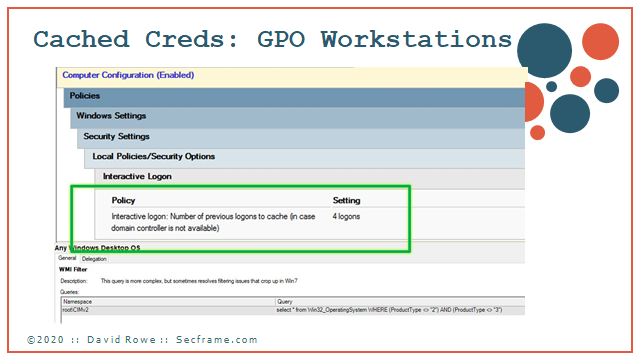 Cached Creds: GPO Workstations
Computer Configuration (Enabled)
Policies
Windows Settings
Security Settings
Local Policies/Security Options
Interactive Logon
Policy Setting
Interactive logon: Number of previous logons to cache (in case 4 logons
domain controller is not available)
Any Windows Desktop OS
General Delegation
WMI Filter
Description: This query is more complex, but sometimes resolves filtering issues that crop up in Win7
Queries:
Namespace Query
root\CIMv2 select * from Win32_OperatingSystem WHERE (ProductType <> "2") AND (ProductType <> "3")
©2020 :: David Rowe :: Secframe.com